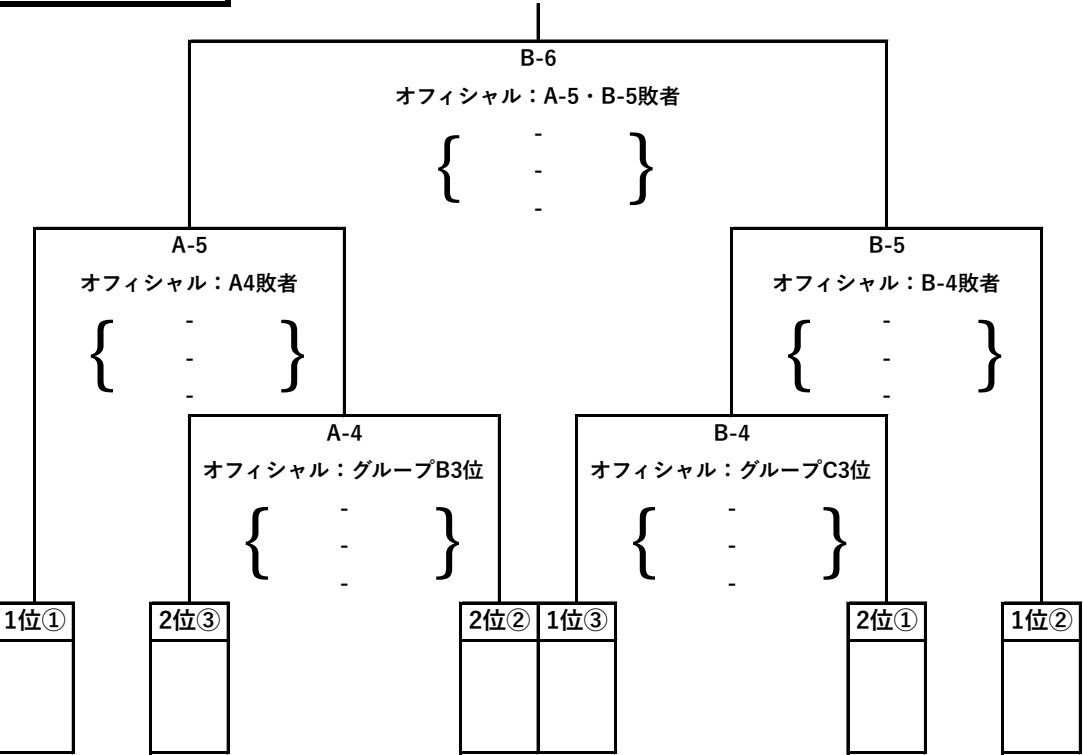 B-6
オフィシャル：A-5・B-5敗者
{ - }
-
-
A-5
B-5
オフィシャル：A4敗者
オフィシャル：B-4敗者
{ - } { - }
- -
- -
A-4
B-4
オフィシャル：グループB3位
オフィシャル：グループC3位
{ - } { - }
- -
- -
1位① 2位③ 2位② 1位③ 2位① 1位②